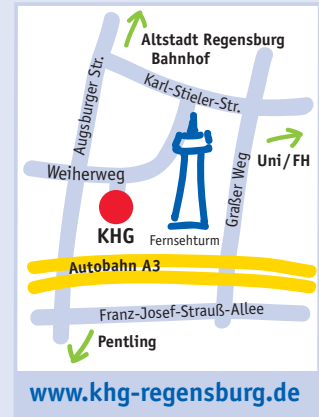 Altstadt Regensburg
Bahnhof
Augsburger Str.
Karl-Stieler-Str.
Uni/FH
Weiherweg
Graßer Weg
KHG
Fernsehturm
Autobahn A3
Franz-Josef-Strauß-Allee
Pentling
www.khg-regensburg.de